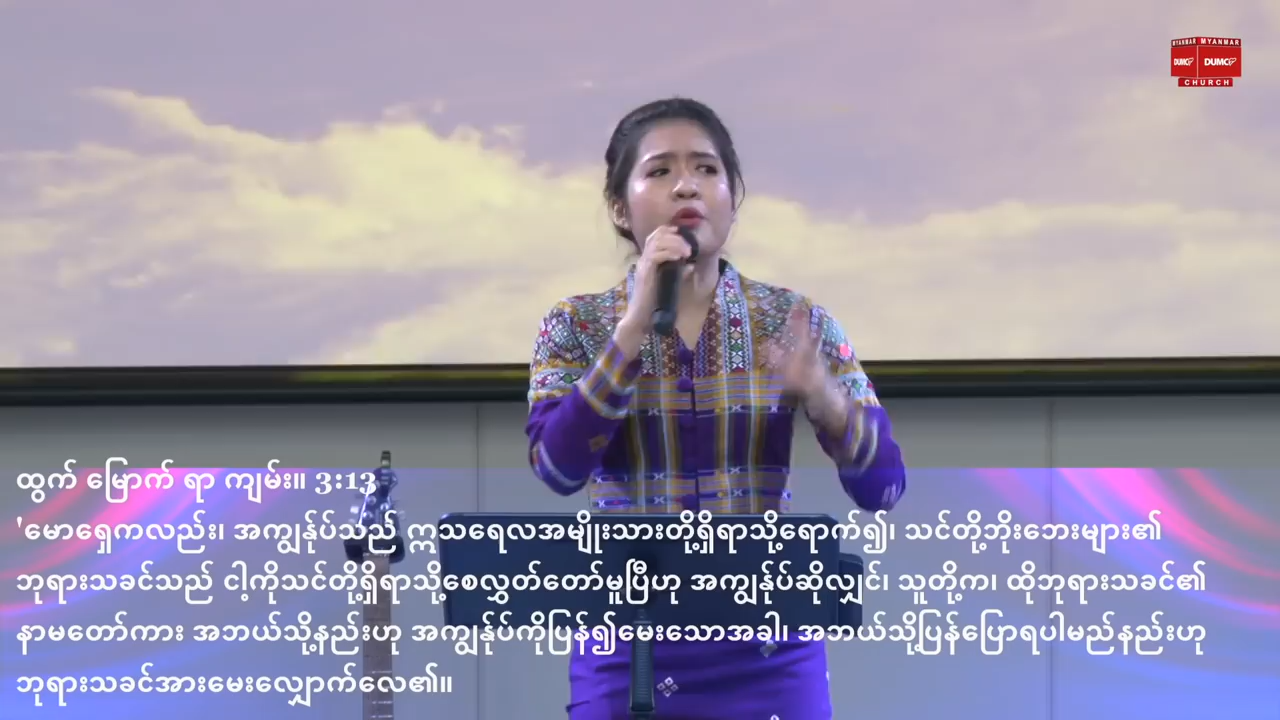 MYANMAR MYANMAR
DUMC DUMC
CHURCH
ထွက် မြောက် ရာ ကျမ်း။ 3:13
'မောရှေကလည်း၊ အကျွန်ုပ်သည် ဣသရေလအမျိုးသားတို့ရှိရာသို့ရောက်၍၊ သင်တို့ဘိုးဘေးများ၏
ဘုရားသခင်သည် ငါ့ကိုသင်တို့ရှိရာသို့စေလွှတ်တော်မူပြီဟု အကျွန်ုပ်ဆိုလျှင်၊ သူတို့က၊ ထိုဘုရားသခင်၏
နာမတော်ကား အဘယ်သို့နည်းဟု အကျွန်ုပ်ကိုပြန်၍မေးသောအခါ၊ အဘယ်သို့ပြန်ပြောရပါမည်နည်းဟု
ဘုရားသခင်အားမေးလျှောက်လေ၏။